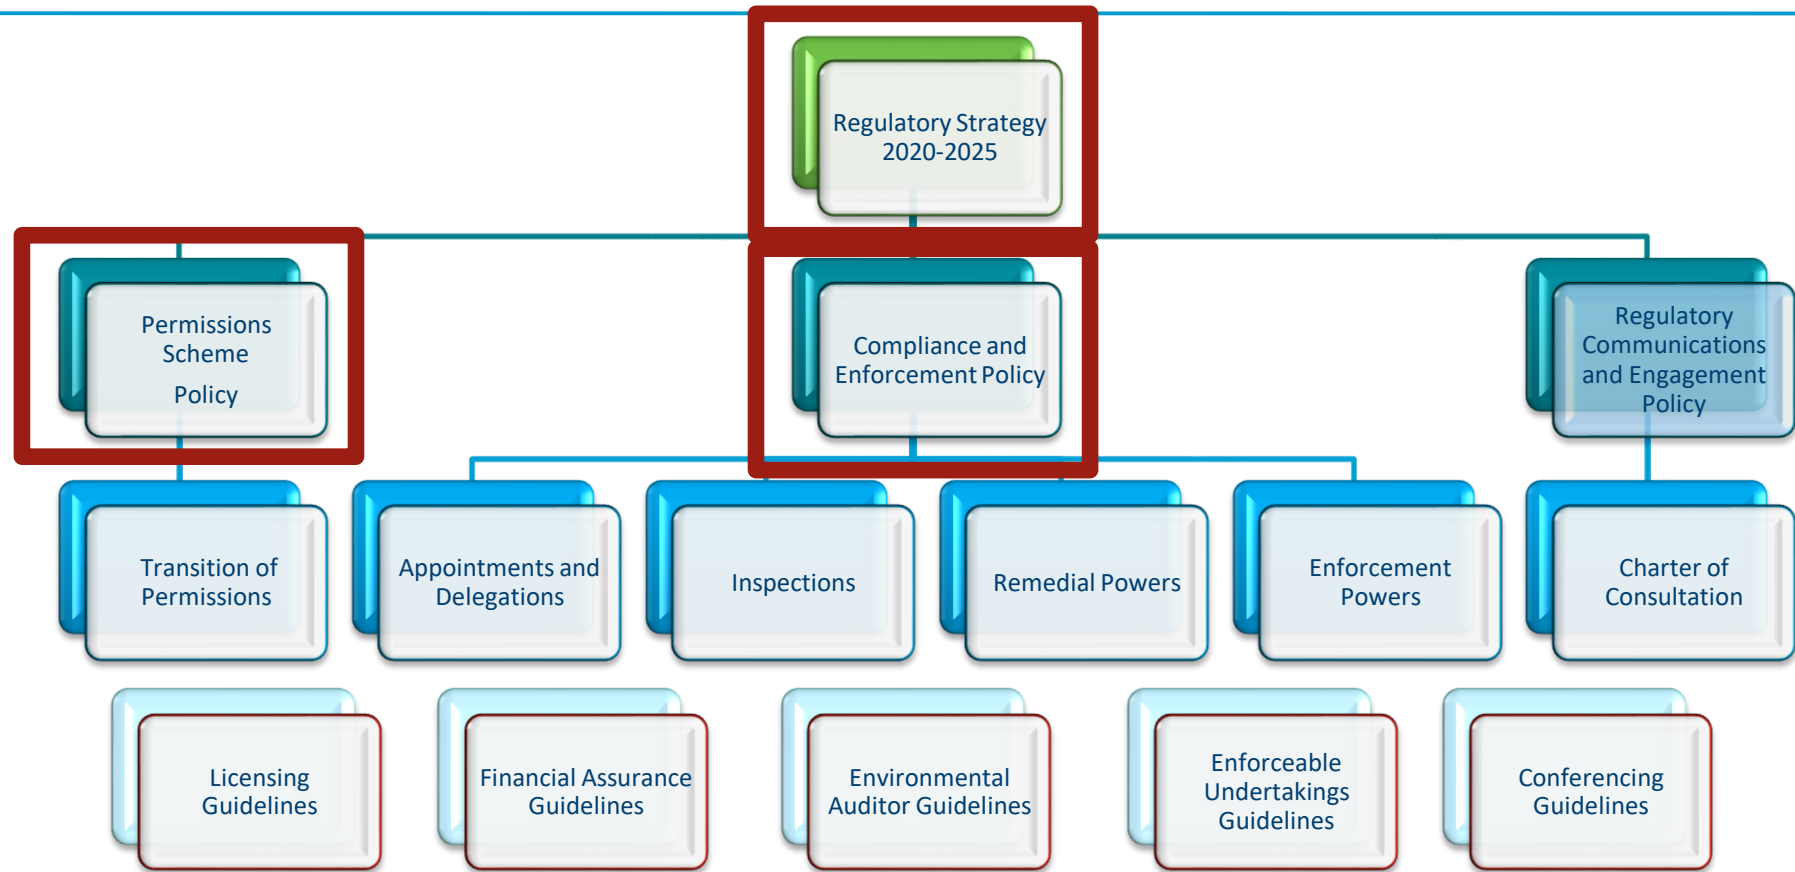 Regulatory Strategy
2020-2025
Permissions
Scheme
Policy
Compliance and
Enforcement Policy
Regulatory
Communications
and Engagement
Policy
Transition of
Permissions
Appointments and
Delegations
Inspections
Remedial Powers
Enforcement
Powers
Charter of
Consultation
Licensing
Guidelines
Financial Assurance
Guidelines
Environmental
Auditor Guidelines
Enforceable
Undertakings
Guidelines
Conferencing
Guidelines